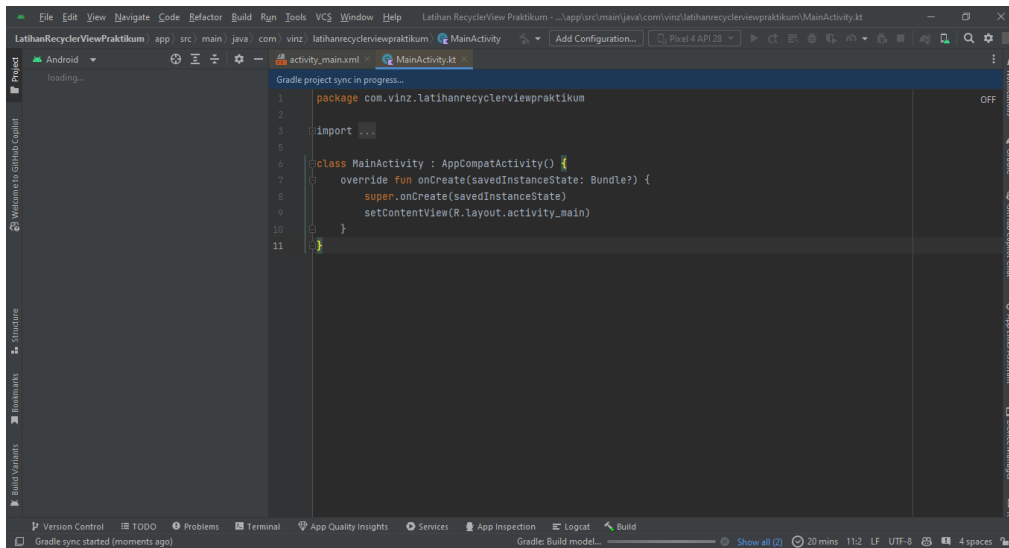 File Edit View Navigate Code Refactor Build Run Tools VCS Window Help Latihan RecyclerView Praktikum - ...\app\src\main\java\com\vinz\latihanrecyclerviewpraktikum\MainActivity.kt
LatihanRecyclerViewPraktikum app src main java com vinz latihanrecyclerviewpraktikum MainActivity Add Configuration... Pixel 4 API 28
Android activity_main.xml MainActivity.kt
loading...
Gradle project sync in progress...
1 package com.vinz.latihanrecyclerviewpraktikum
OFF
2
3 import ...
5
6 class MainActivity : AppCompatActivity() {
7 override fun onCreate(savedInstanceState: Bundle?) {
8 super.onCreate(savedInstanceState)
9 setContentView(R.layout.activity_main)
10 }
11 }
Project
Welcome to GitHub Copilot
Structure
Bookmarks
Build Variants
Version Control TODO Problems Terminal App Quality Insights Services App Inspection Logcat Build
Gradle sync started (moments ago) Gradle: Build model... Show all (2) 20 mins 11:2 LF UTF-8 4 spaces